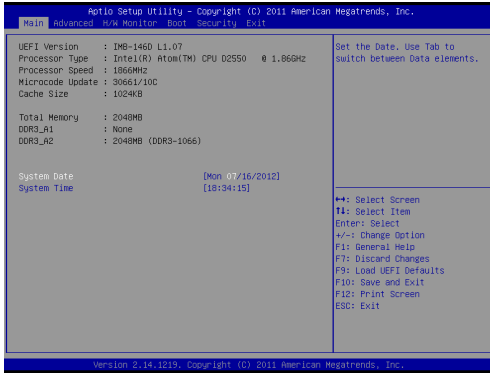 Aptio Setup Utility – Copyright (C) 2011 American Megatrends, Inc.
Main Advanced H/W Monitor Boot Security Exit
UEFI Version : IMB-146D L1.07
Processor Type : Intel(R) Atom(TM) CPU D2550 @ 1.86GHz
Processor Speed : 1866MHz
Microcode Update : 30661/10C
Cache Size : 1024KB
Total Memory : 2048MB
DDR3_A1 : None
DDR3_A2 : 2048MB (DDR3-1066)
System Date [Mon 07/16/2012]
System Time [18:34:15]
Set the Date. Use Tab to
switch between Data elements.
↔: Select Screen
↑↓: Select Item
Enter: Select
+/-: Change Option
F1: General Help
F7: Discard Changes
F9: Load UEFI Defaults
F10: Save and Exit
F12: Print Screen
ESC: Exit
Version 2.14.1219. Copyright (C) 2011 American Megatrends, Inc.